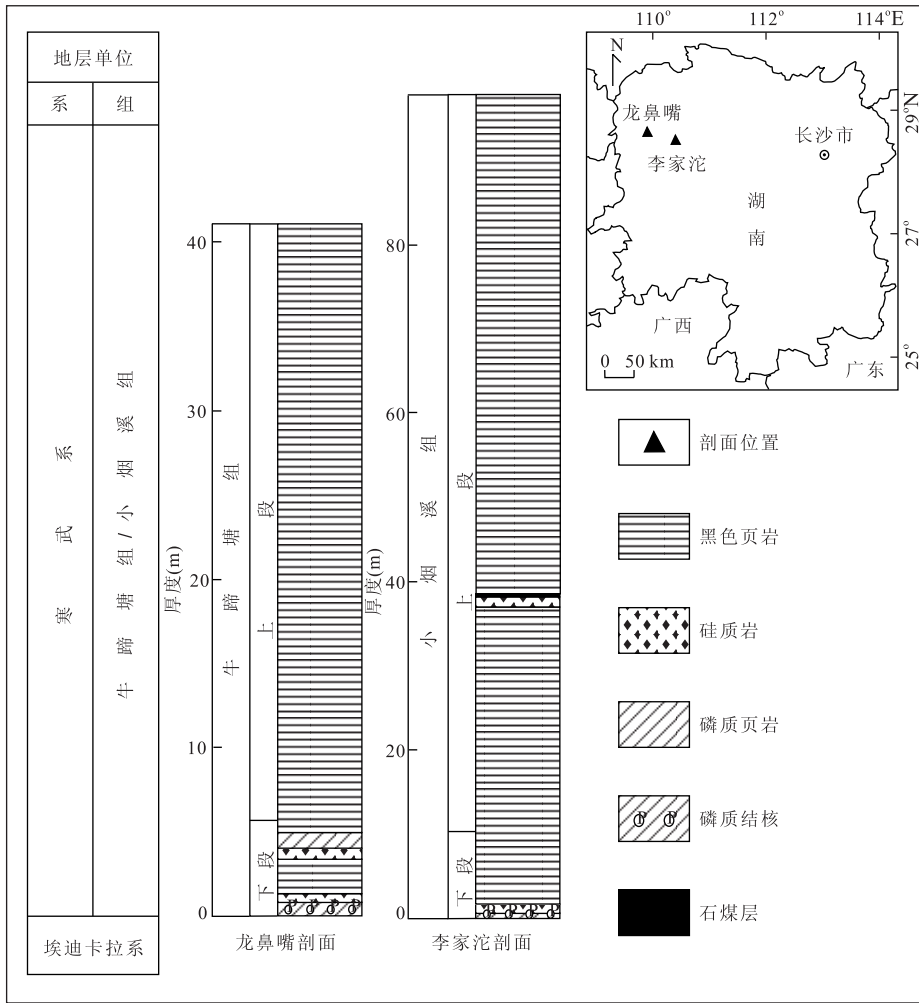 地层单位
系
组
寒武系
牛蹄塘组/小烟溪组
埃迪卡拉系
厚度(m)
40
30
20
10
0
牛蹄塘组
上段
下段
龙鼻嘴剖面
厚度(m)
80
60
40
20
0
小烟溪组
上段
下段
P P P P
P P P P
李家沱剖面
110°
112°
114°E
N
29°N
27°
25°
龙鼻嘴
李家沱
长沙市
湖南
广西
广东
0 50 km
剖面位置
黑色页岩
硅质岩
磷质页岩
P P
磷质结核
石煤层